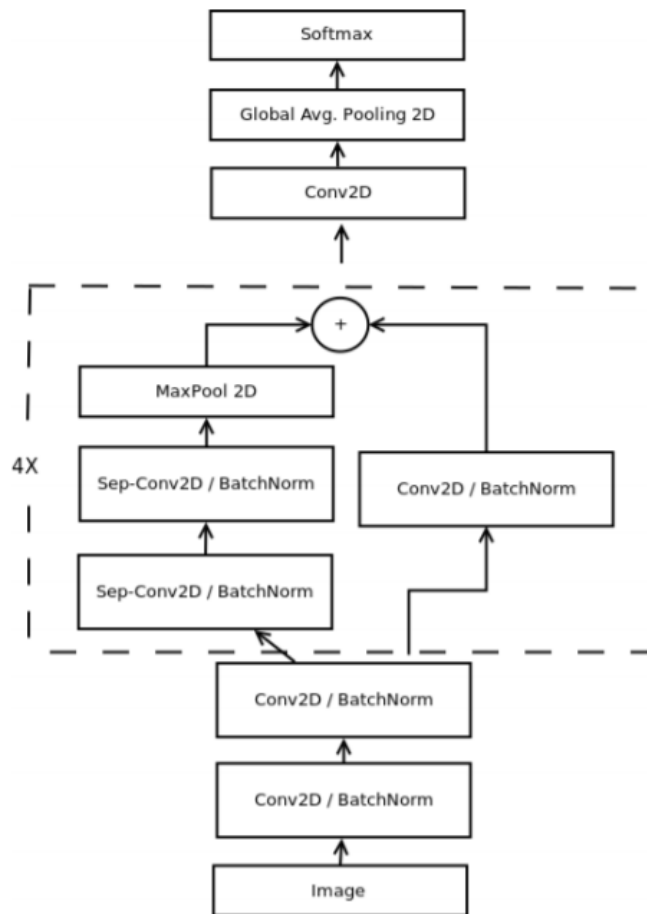 Softmax
Global Avg. Pooling 2D
Conv2D
+
MaxPool 2D
4X
Sep-Conv2D / BatchNorm
Conv2D / BatchNorm
Sep-Conv2D / BatchNorm
Conv2D / BatchNorm
Conv2D / BatchNorm
Image